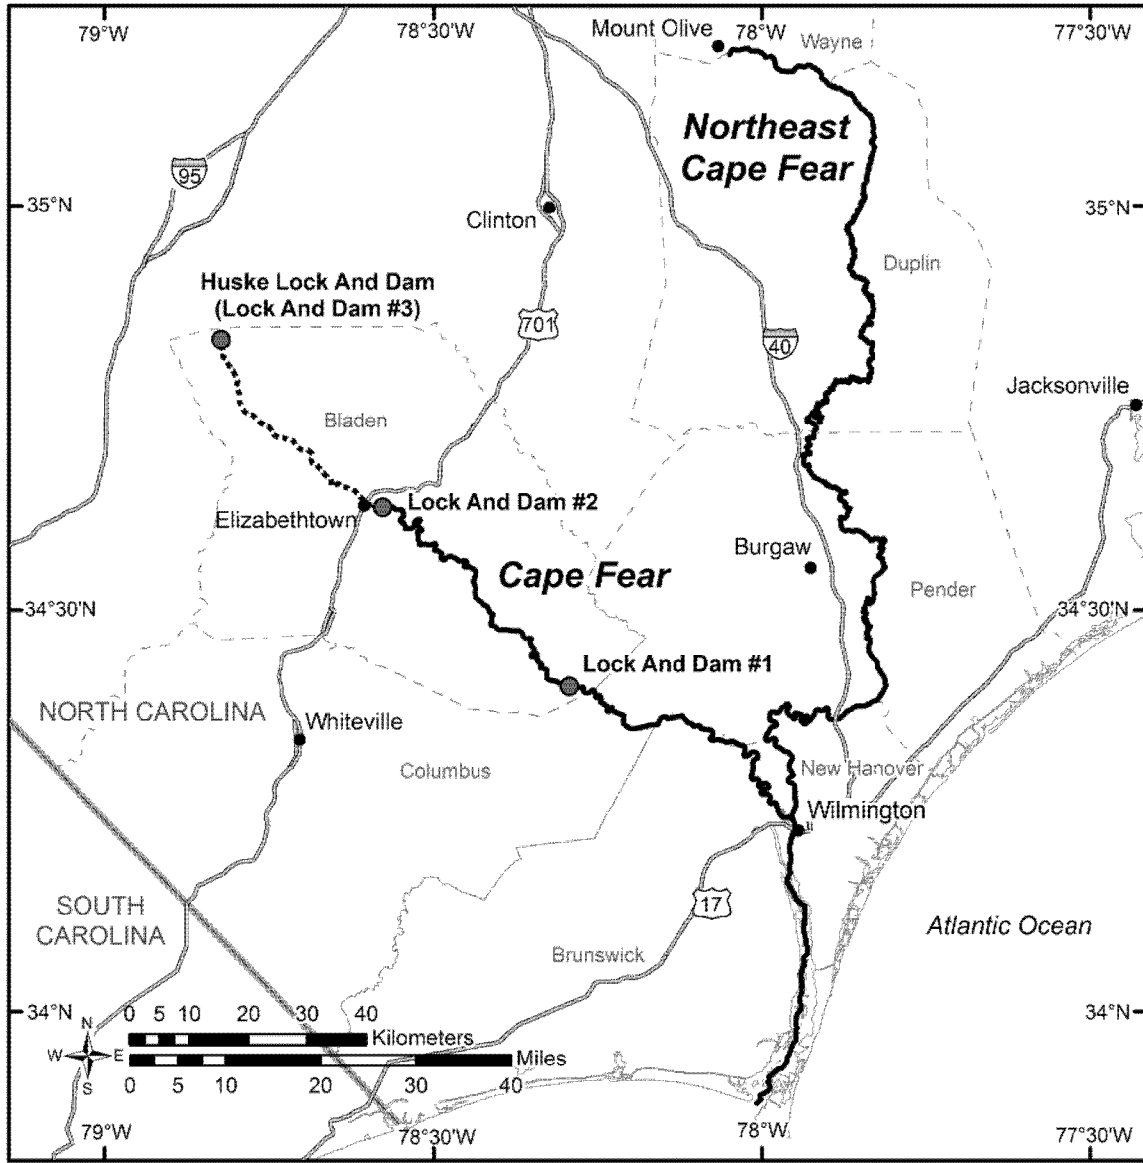 79°W
78°30'W
78°W
77°30'W
Mount Olive
Wayne
Northeast
Cape Fear
95
35°N
Clinton
35°N
Duplin
Huske Lock And Dam
(Lock And Dam #3)
701
40
Jacksonville
Bladen
Lock And Dam #2
Elizabethtown
Burgaw
Cape Fear
Pender
34°30'N
34°30'N
Lock And Dam #1
NORTH CAROLINA
Whiteville
Columbus
New Hanover
Wilmington
SOUTH
CAROLINA
17
Atlantic Ocean
Brunswick
34°N
34°N
N
W E
S
0 5 10 20 30 40
Kilometers
Miles
0 5 10 20 30 40
79°W
78°30'W
78°W
77°30'W